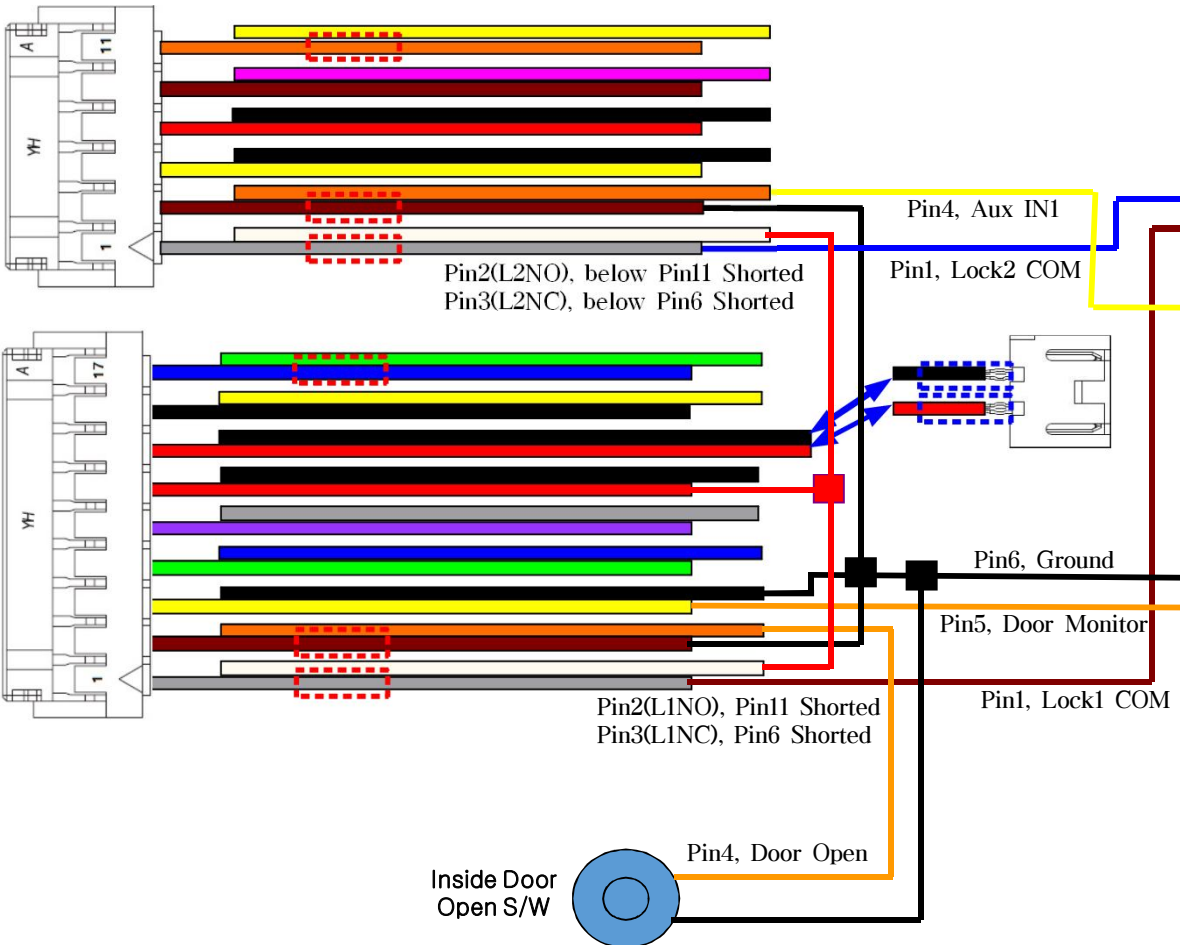 A
11
YH
1
Pin4, Aux IN1
Pin1, Lock2 COM
Pin2(L2NO), below Pin11 Shorted
Pin3(L2NC), below Pin6 Shorted
A
17
YH
1
Pin6, Ground
Pin5, Door Monitor
Pin1, Lock1 COM
Pin2(L1NO), Pin11 Shorted
Pin3(L1NC), Pin6 Shorted
Pin4, Door Open
Inside Door
Open S/W